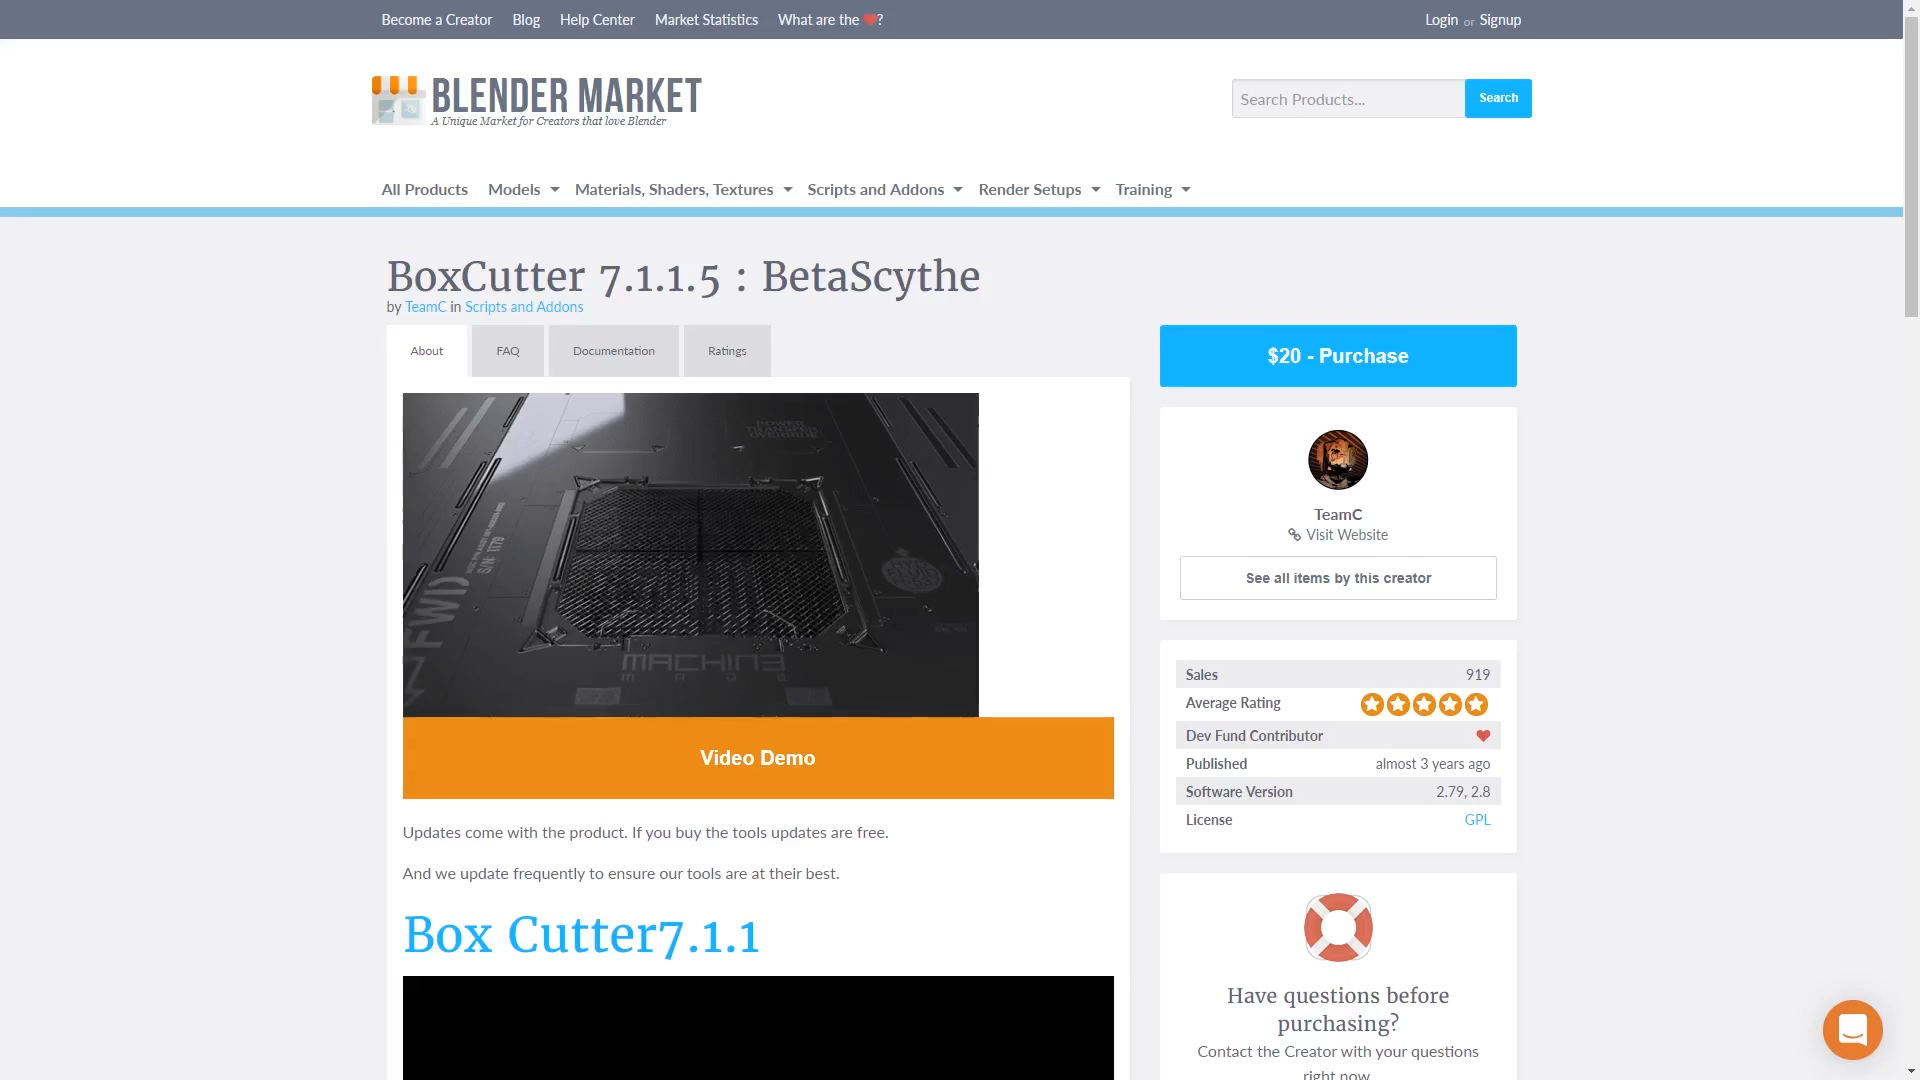 Become a Creator Blog Help Center Market Statistics What are the ❤? Login or Signup
BLENDER MARKET
A Unique Market for Creators that love Blender
Search Products... Search
All Products Models Materials, Shaders, Textures Scripts and Addons Render Setups Training
BoxCutter 7.1.1.5 : BetaScythe
by TeamC in Scripts and Addons
About FAQ Documentation Ratings
POWER
TRANSFER
OVERRIDE
S/N: 1179
MACHIN3
Video Demo
Updates come with the product. If you buy the tools updates are free.
And we update frequently to ensure our tools are at their best.
Box Cutter7.1.1
$20 - Purchase
TeamC
Visit Website
See all items by this creator
Sales 919
Average Rating
Dev Fund Contributor
Published almost 3 years ago
Software Version 2.79, 2.8
License GPL
Have questions before
purchasing?
Contact the Creator with your questions
right now.